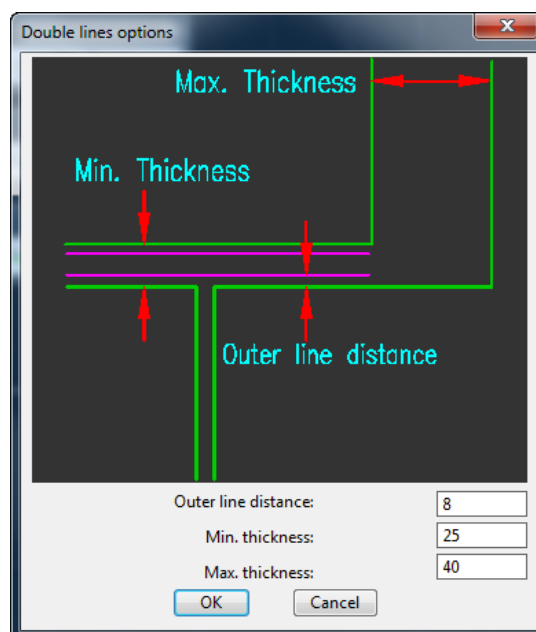 Double lines options
Max. Thickness
Min. Thickness
Outer line distance
Outer line distance: 8
Min. thickness: 25
Max. thickness: 40
OK Cancel